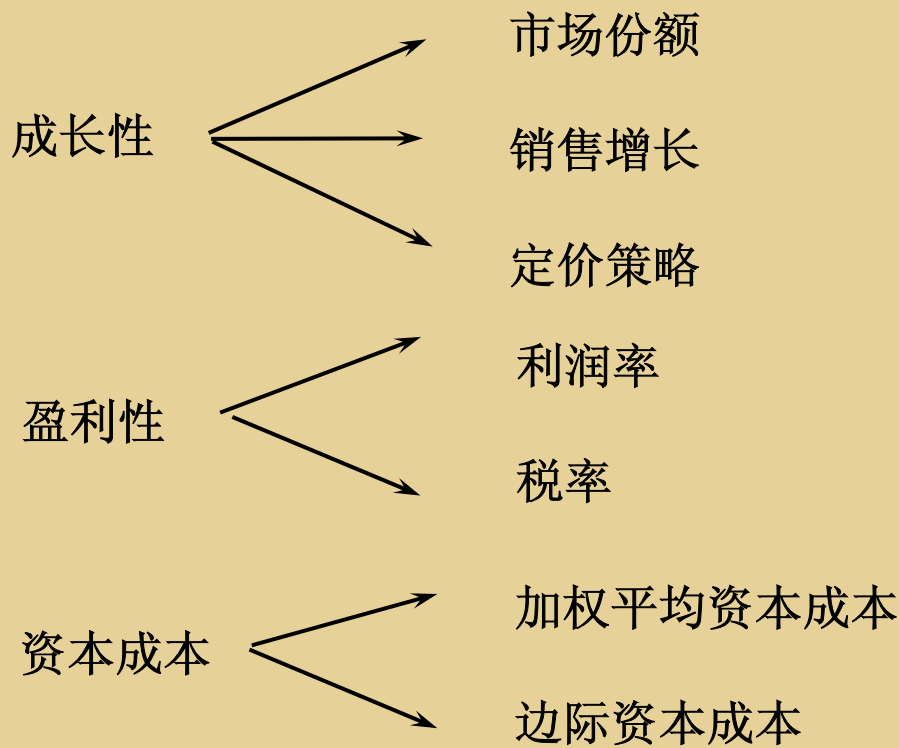 成长性
市场份额
销售增长
定价策略
盈利性
利润率
税率
资本成本
加权平均资本成本
边际资本成本